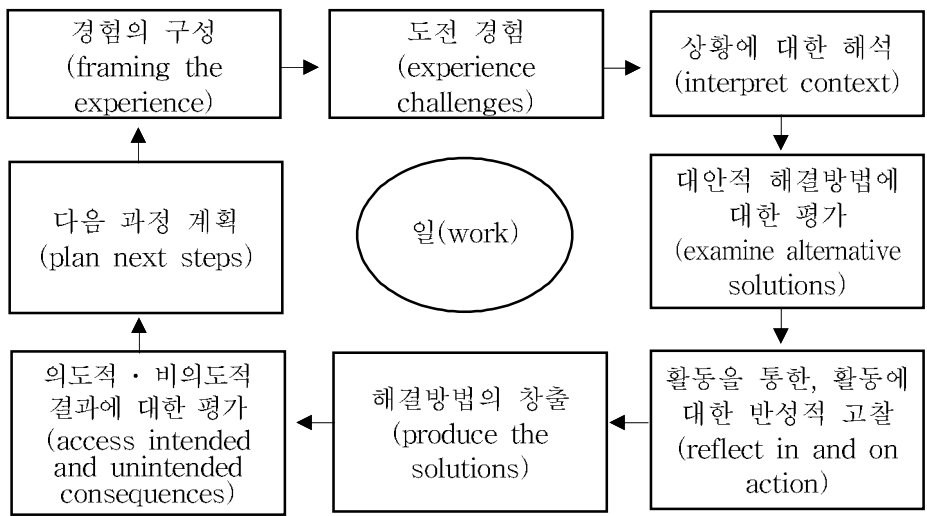 경험의 구성
(framing the
experience)
도전 경험
(experience
challenges)
상황에 대한 해석
(interpret context)
대안적 해결방법에
대한 평가
(examine alternative
solutions)
활동을 통한, 활동에
대한 반성적 고찰
(reflect in and on
action)
해결방법의 창출
(produce the
solutions)
의도적 · 비의도적
결과에 대한 평가
(access intended
and unintended
consequences)
다음 과정 계획
(plan next steps)
일(work)